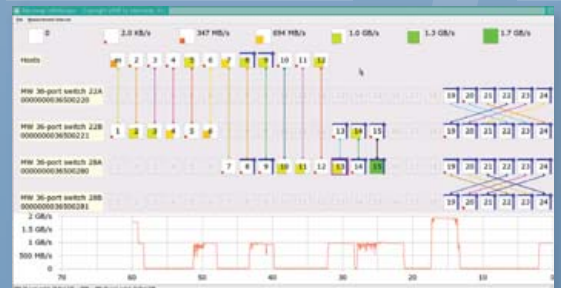 0 2.0 KB/s 347 MB/s 694 MB/s 1.0 GB/s 1.3 GB/s 1.7 GB/s
Hosts 2 3 4 5 6 7 8 9 10 11 12
MW 36-port switch 22A 19 20 21 22 23 24
0000000036500220
MW 36-port switch 22B 1 2 3 4 5 6 13 14 15 19 20 21 22 23 24
0000000036500221
MW 36-port switch 28A 7 8 9 10 11 12 13 14 15 19 20 21 22 23 24
0000000036500280
MW 36-port switch 28B 19 20 21 22 23 24
0000000036500281
2 GB/s
1.5 GB/s
1 GB/s
500 MB/s
0
70 60 50 40 30 20 10 0